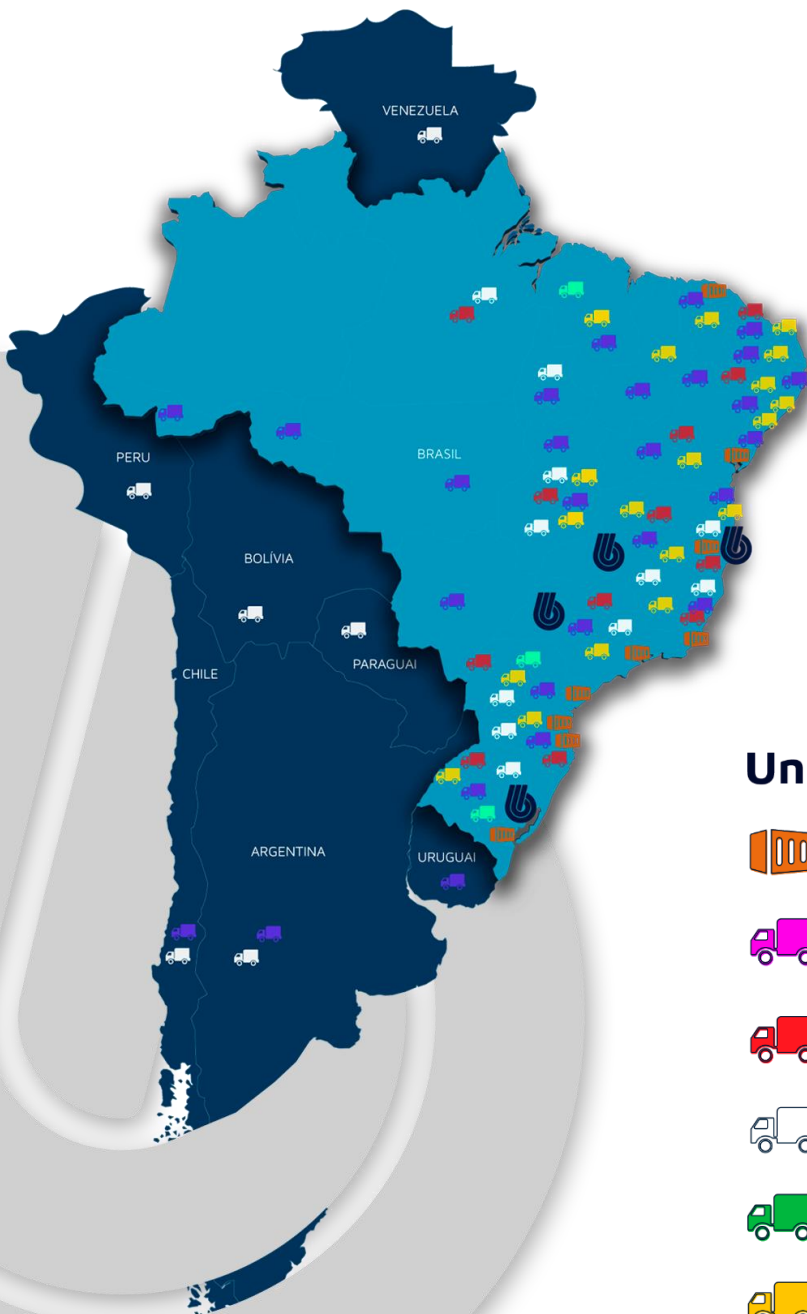 VENEZUELA
PERU
BRASIL
BOLÍVIA
PARAGUAI
CHILE
Un
ARGENTINA
URUGUAI